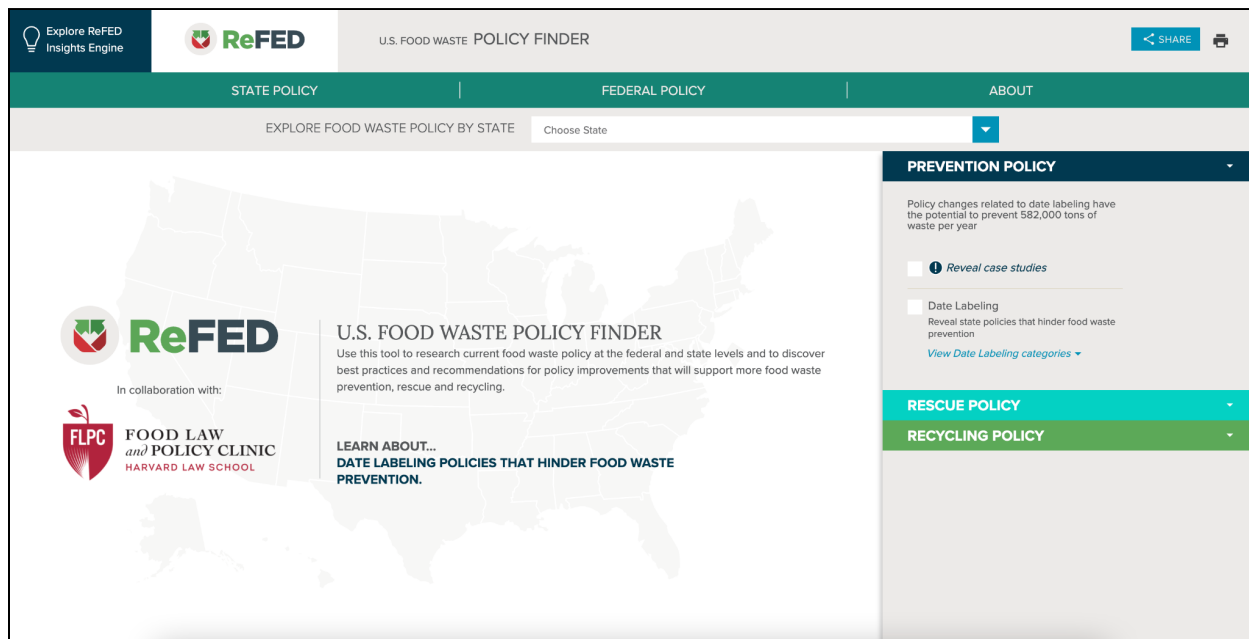 Explore ReFED
Insights Engine
ReFED
U.S. FOOD WASTE POLICY FINDER
SHARE
STATE POLICY
FEDERAL POLICY
ABOUT
EXPLORE FOOD WASTE POLICY BY STATE
Choose State
ReFED
In collaboration with:
FLPC
FOOD LAW
and POLICY CLINIC
HARVARD LAW SCHOOL
U.S. FOOD WASTE POLICY FINDER
Use this tool to research current food waste policy at the federal and state levels and to discover
best practices and recommendations for policy improvements that will support more food waste
prevention, rescue and recycling.
LEARN ABOUT...
DATE LABELING POLICIES THAT HINDER FOOD WASTE
PREVENTION.
PREVENTION POLICY
Policy changes related to date labeling have
the potential to prevent 582,000 tons of
waste per year
Reveal case studies
Date Labeling
Reveal state policies that hinder food waste
prevention
View Date Labeling categories
RESCUE POLICY
RECYCLING POLICY